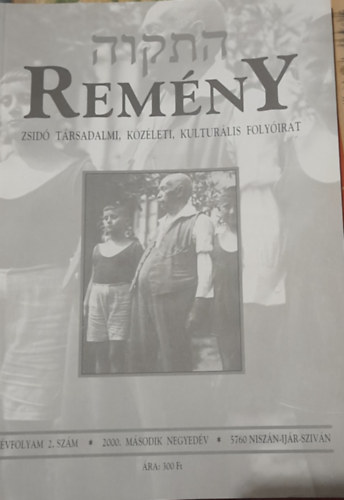 התקוה
REMÉNY
ZSIDÓ TÁRSADALMI, KÖZÉLETI, KULTURÁLIS FOLYÓIRAT
ÉVFOLYAM 2. SZÁM ♦ 2000. MÁSODIK NEGYEDÉV ♦ 5760 NISZÁN-IJÁR-SZIVÁN
ÁRA: 300 Ft